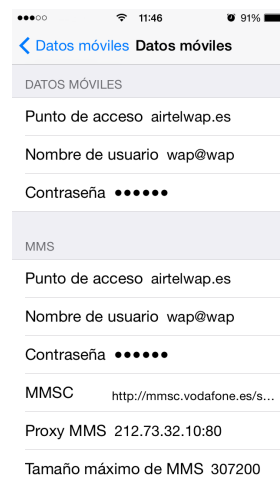 11:46 91%
Datos móviles Datos móviles
DATOS MÓVILES
Punto de acceso airtelwap.es
Nombre de usuario wap@wap
Contraseña ●●●●●●
MMS
Punto de acceso airtelwap.es
Nombre de usuario wap@wap
Contraseña ●●●●●●
MMSC http://mmsc.vodafone.es/s...
Proxy MMS 212.73.32.10:80
Tamaño máximo de MMS 307200